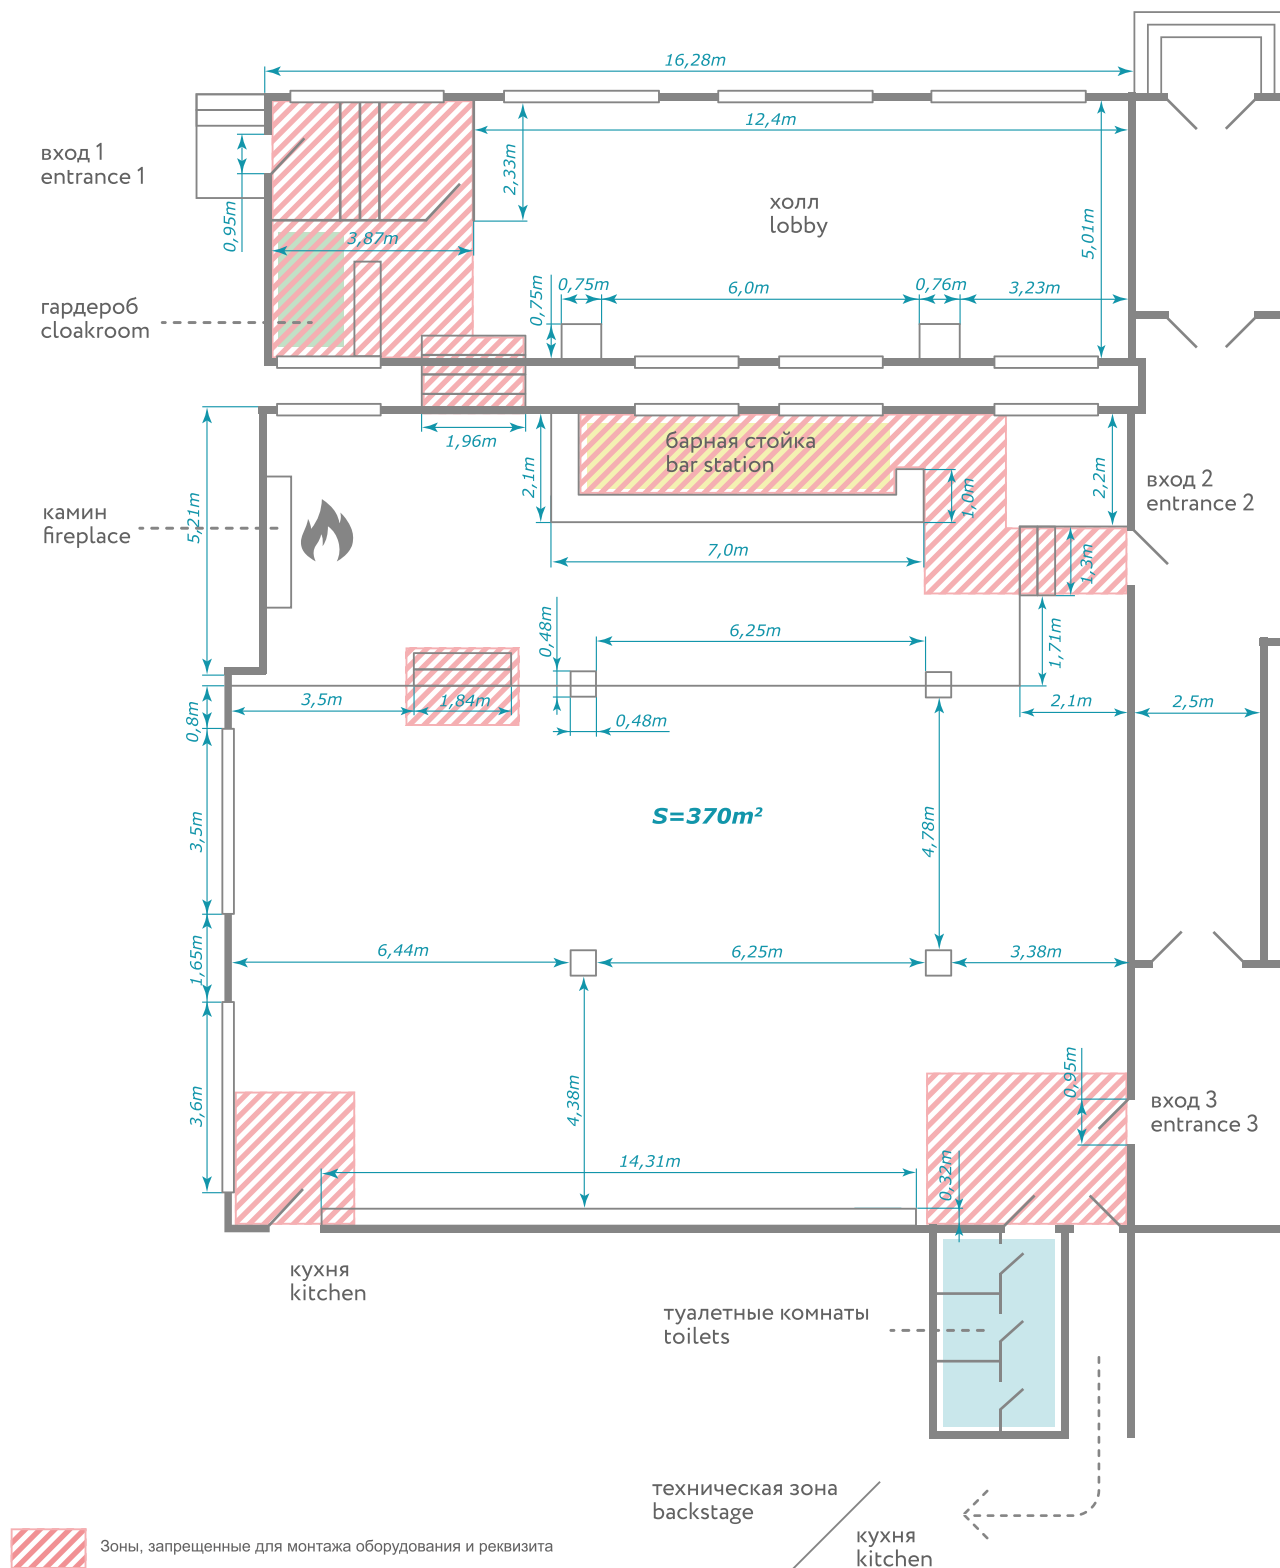 16,28m
12,4m
вход 1
entrance 1
2,33m
0,95m
холл
lobby
5,01m
3,87m
0,75m
0,75m
6,0m
0,76m
3,23m
гардероб
cloakroom
1,96m
барная стойка
bar station
2,1m
1,0m
2,2m
вход 2
entrance 2
камин
fireplace
5,21m
7,0m
1,3m
0,48m
6,25m
1,71m
3,5m
1,84m
0,8m
0,48m
2,1m
2,5m
3,5m
S=370m²
4,78m
1,65m
6,44m
6,25m
3,38m
3,6m
4,38m
0,95m
вход 3
entrance 3
14,31m
0,32m
кухня
kitchen
туалетные комнаты
toilets
техническая зона
backstage
кухня
kitchen
Зоны, запрещенные для монтажа оборудования и реквизита